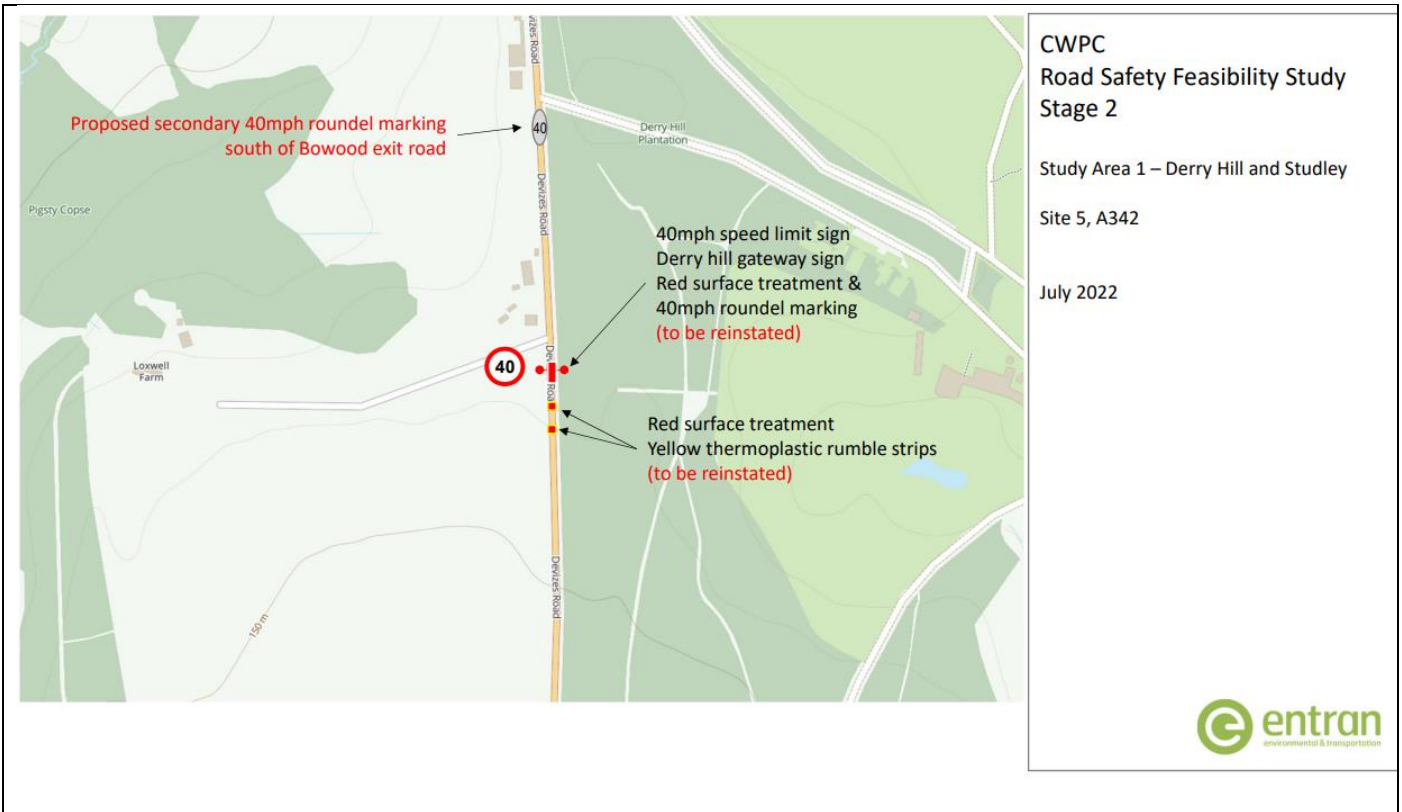 CWPC
Road Safety Feasibility Study
Stage 2
Study Area 1 – Derry Hill and Studley
Site 5, A342
July 2022
Devizes Road
Proposed secondary 40mph roundel marking
south of Bowood exit road
40
Derry Hill
Plantation
Devizes Road
Pigsty Copse
40mph speed limit sign
Derry hill gateway sign
Red surface treatment &
40mph roundel marking
(to be reinstated)
Loxwell
Farm
40
Red surface treatment
Yellow thermoplastic rumble strips
(to be reinstated)
Devizes Road
150 m
entran
environmental & transportation